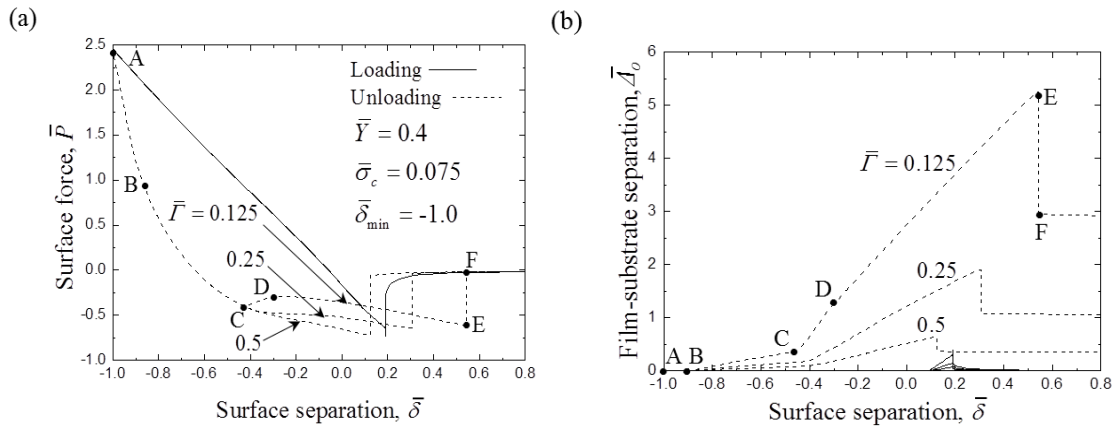 (a)
2.5
2.0
1.5
1.0
0.5
0.0
-0.5
-1.0
Surface force, P̅
A
B
C
D
E
F
Loading
Unloading
Y̅ = 0.4
σ̅c = 0.075
δ̅min = -1.0
Γ̅ = 0.125
0.25
0.5
-1.0 -0.8 -0.6 -0.4 -0.2 0.0 0.2 0.4 0.6 0.8
Surface separation, δ̅
(b)
6
5
4
3
2
1
0
Film-substrate separation, Δ̅o
E
Γ̅ = 0.125
F
D
0.25
C
0.5
A B
-1.0 -0.8 -0.6 -0.4 -0.2 0.0 0.2 0.4 0.6 0.8
Surface separation, δ̅